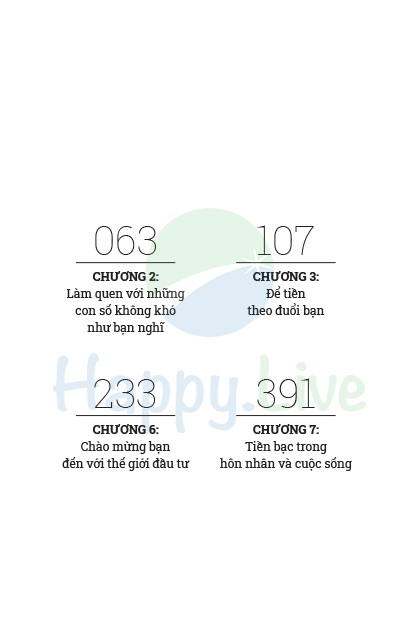 063
CHƯƠNG 2:
Làm quen với những
con số không khó
như bạn nghĩ
107
CHƯƠNG 3:
Để tiền
theo đuổi bạn
233
CHƯƠNG 6:
Chào mừng bạn
đến với thế giới đầu tư
391
CHƯƠNG 7:
Tiền bạc trong
hôn nhân và cuộc sống
Happy.Live